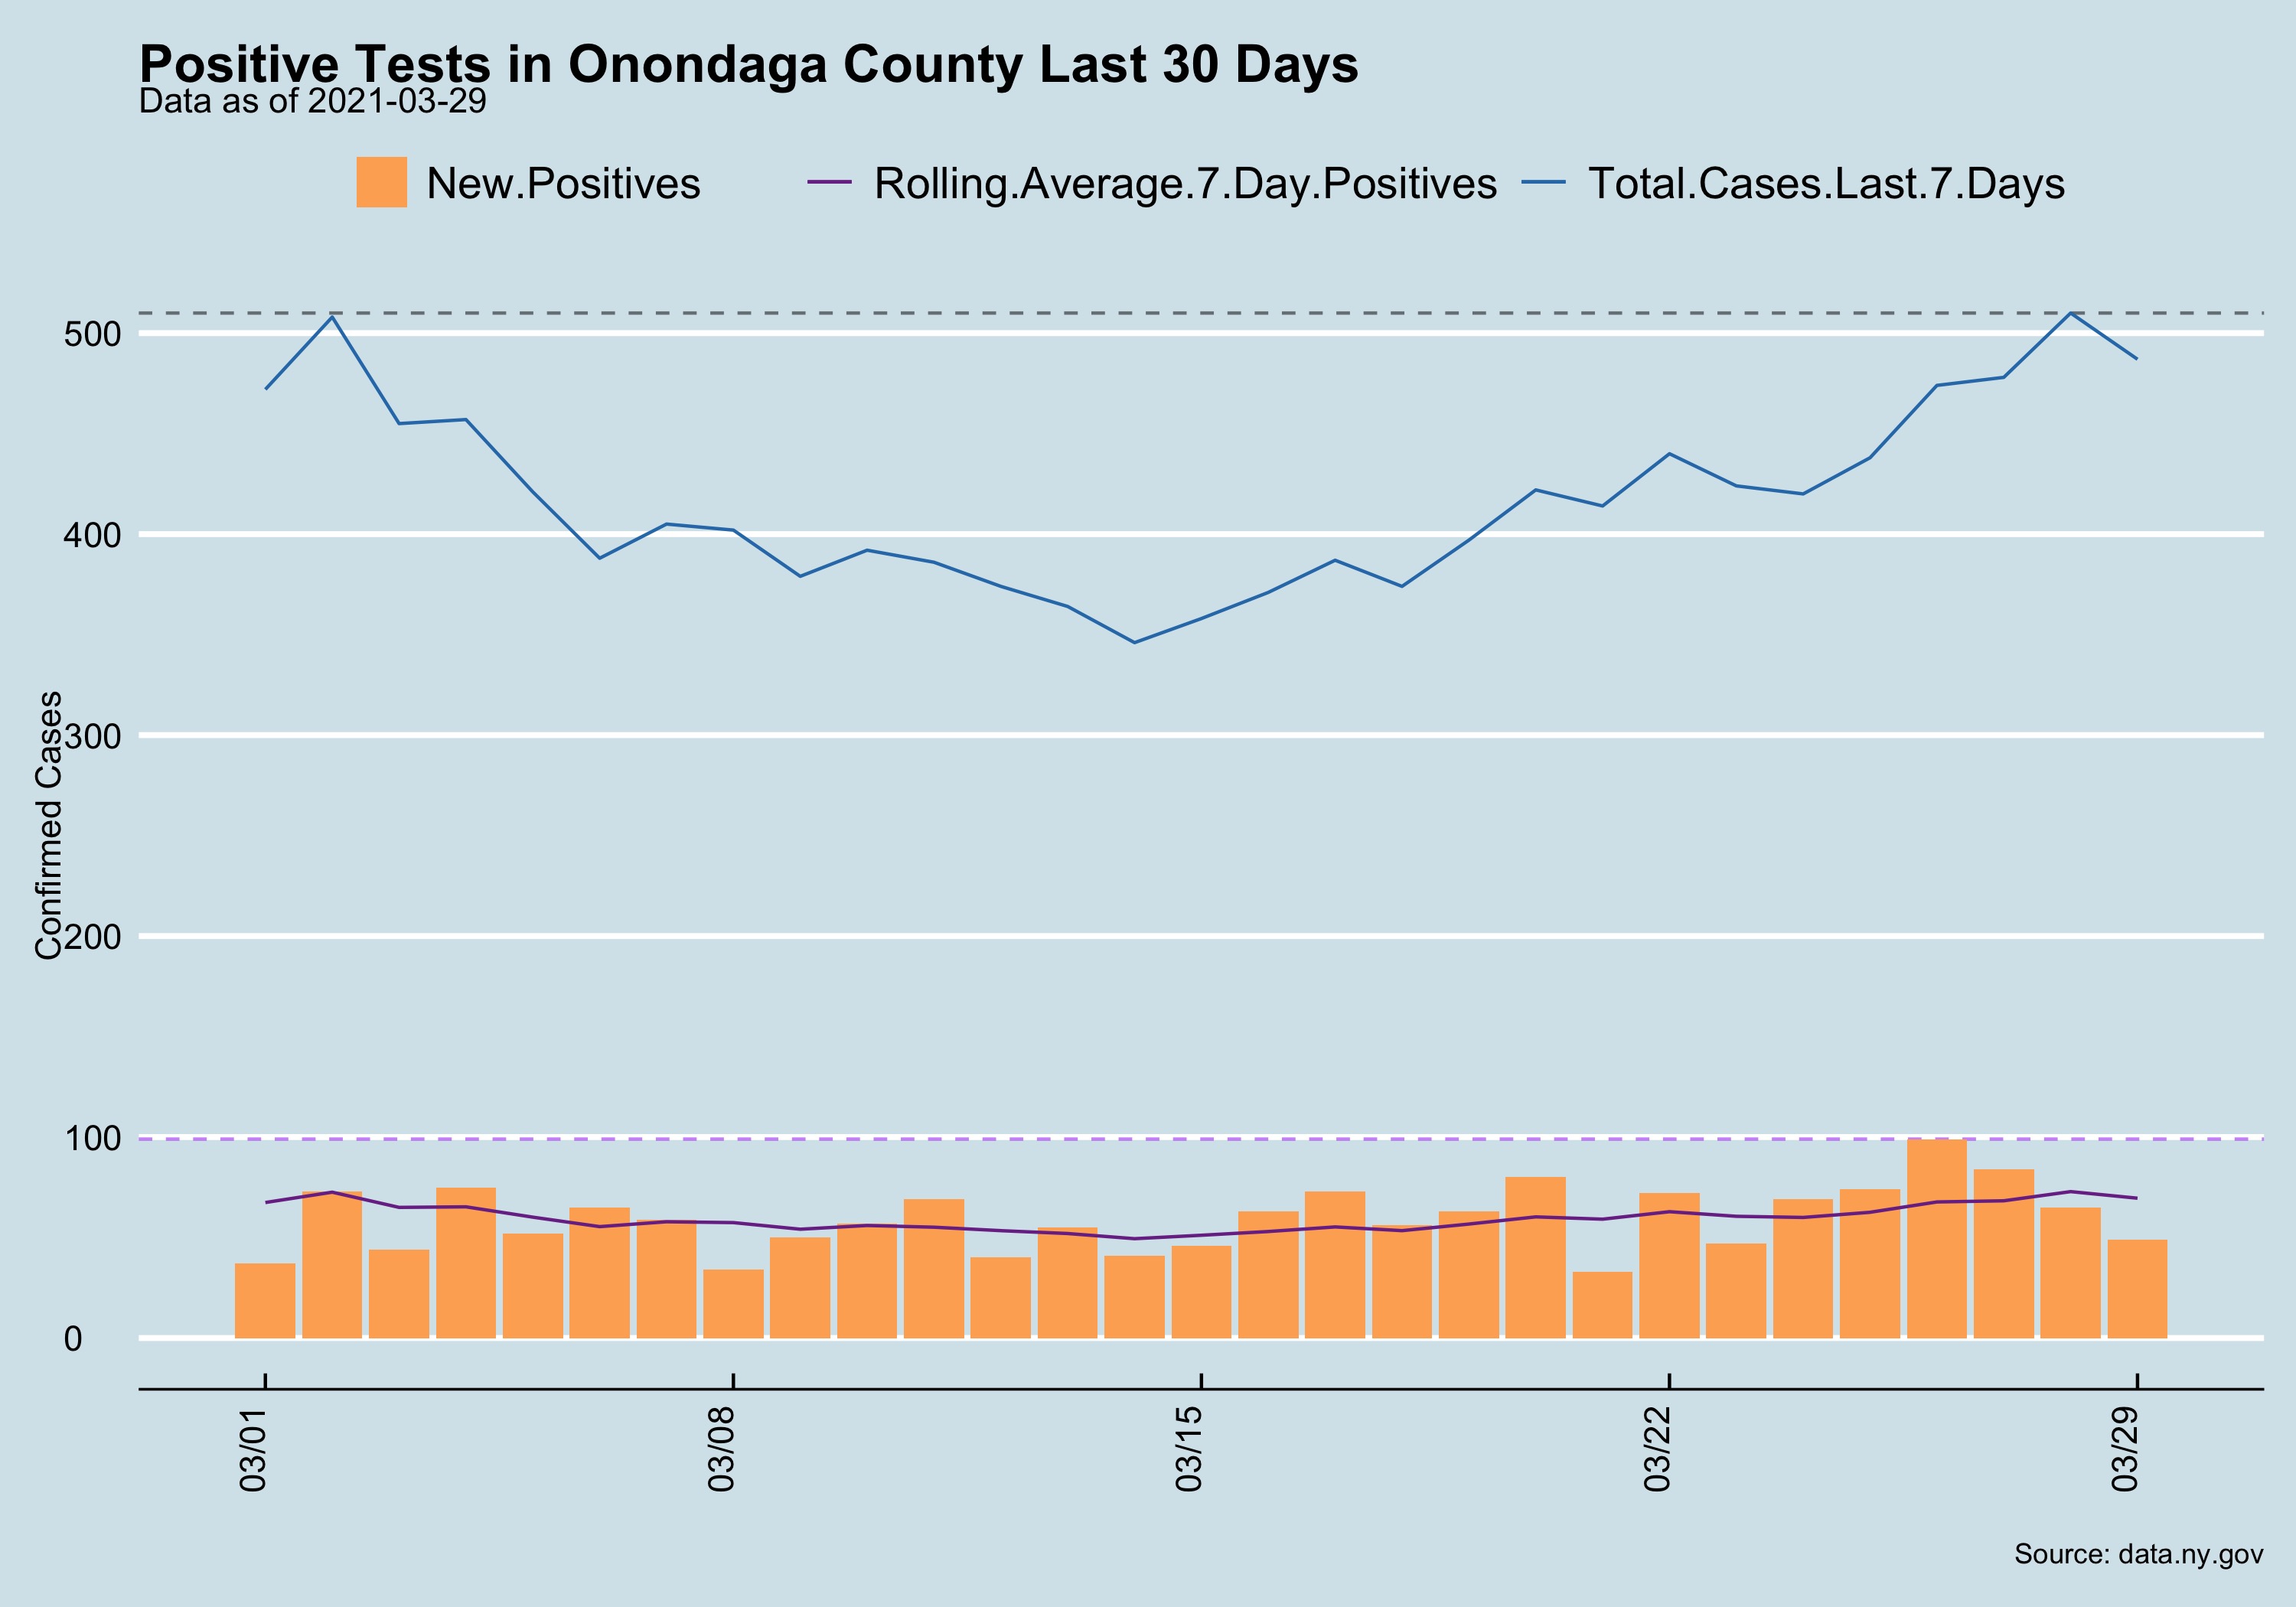 Positive Tests in Onondaga County Last 30 Days
Data as of 2021-03-29
New.Positives
Rolling.Average.7.Day.Positives
Total.Cases.Last.7.Days
Confirmed Cases
500
400
300
200
100
0
03/01
03/08
03/15
03/22
03/29
Source: data.ny.gov